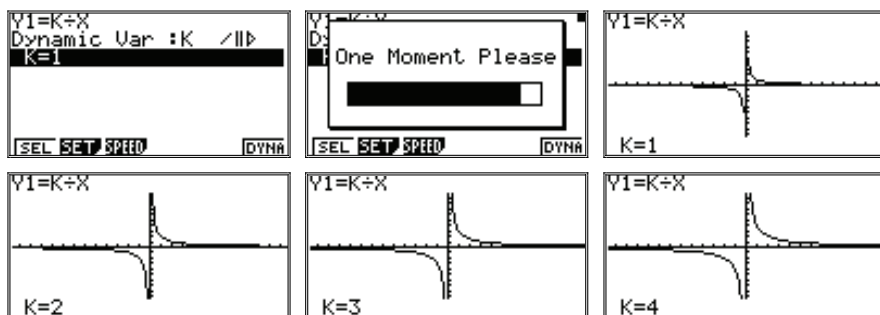 Y1=K÷X
Dynamic Var :K
K=1
SEL SET SPEED DYNA
Y1=K÷X
One Moment Please
SEL SET SPEED DYNA
Y1=K÷X
K=1
Y1=K÷X
K=2
Y1=K÷X
K=3
Y1=K÷X
K=4